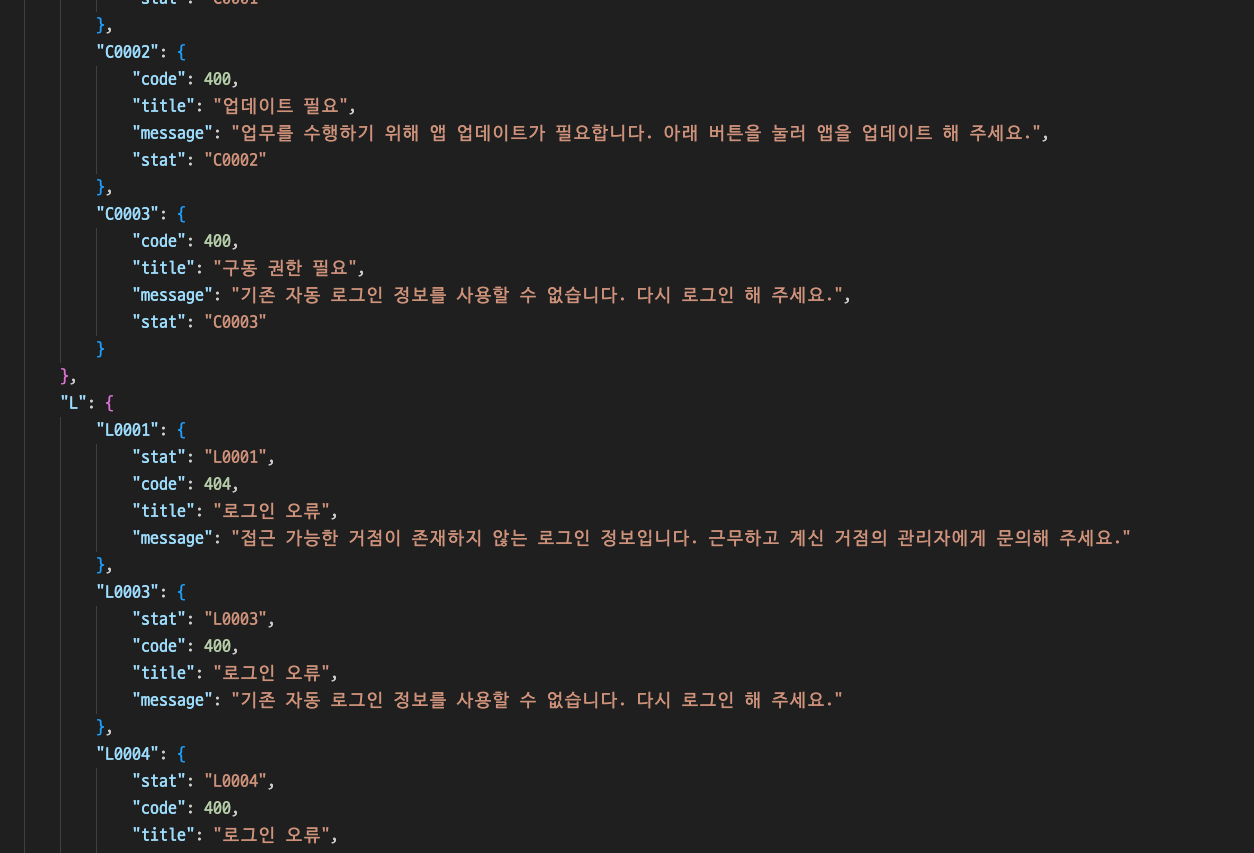 },
"C0002": {
"code": 400,
"title": "업데이트 필요",
"message": "업무를 수행하기 위해 앱 업데이트가 필요합니다. 아래 버튼을 눌러 앱을 업데이트 해 주세요.",
"stat": "C0002"
},
"C0003": {
"code": 400,
"title": "구동 권한 필요",
"message": "기존 자동 로그인 정보를 사용할 수 없습니다. 다시 로그인 해 주세요.",
"stat": "C0003"
}
},
"L": {
"L0001": {
"stat": "L0001",
"code": 404,
"title": "로그인 오류",
"message": "접근 가능한 거점이 존재하지 않는 로그인 정보입니다. 근무하고 계신 거점의 관리자에게 문의해 주세요."
},
"L0003": {
"stat": "L0003",
"code": 400,
"title": "로그인 오류",
"message": "기존 자동 로그인 정보를 사용할 수 없습니다. 다시 로그인 해 주세요."
},
"L0004": {
"stat": "L0004",
"code": 400,
"title": "로그인 오류",